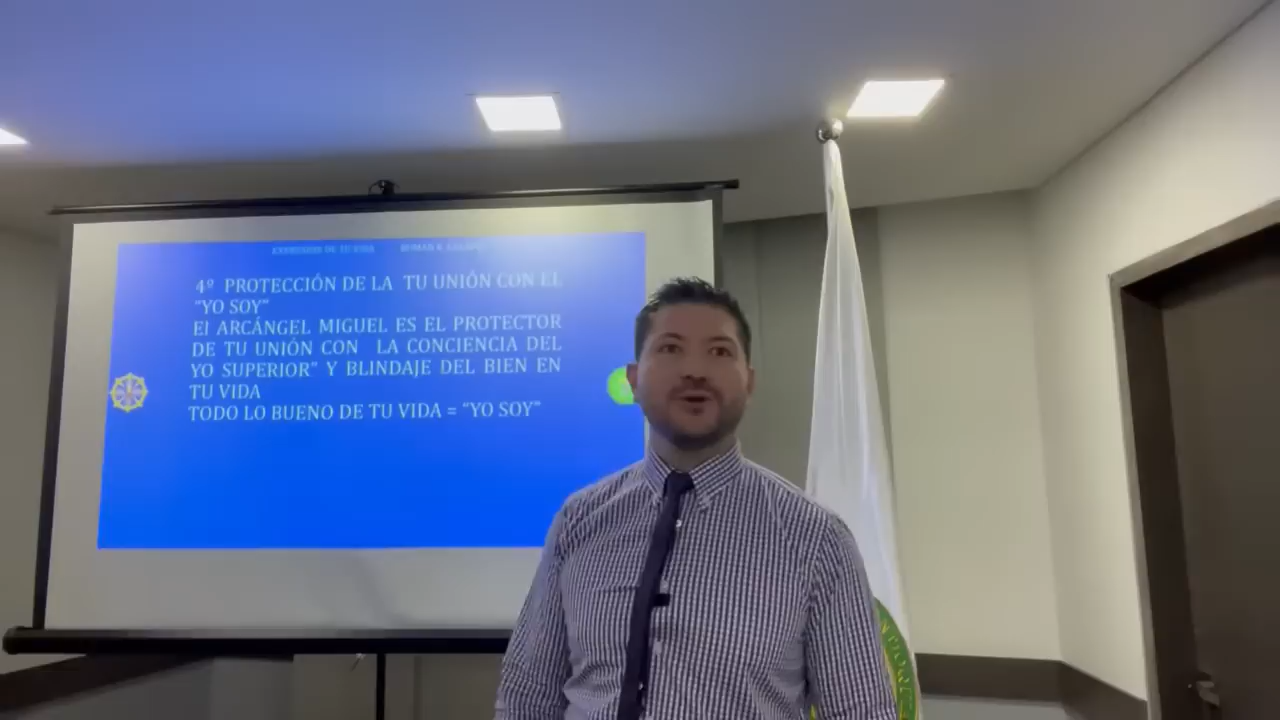 4º PROTECCIÓN DE LA TU UNIÓN CON EL
"YO SOY"
El ARCÁNGEL MIGUEL ES EL PROTECTOR
DE TU UNIÓN CON LA CONCIENCIA DEL
YO SUPERIOR" Y BLINDAJE DEL BIEN EN
TU VIDA
TODO LO BUENO DE TU VIDA = "YO SOY"